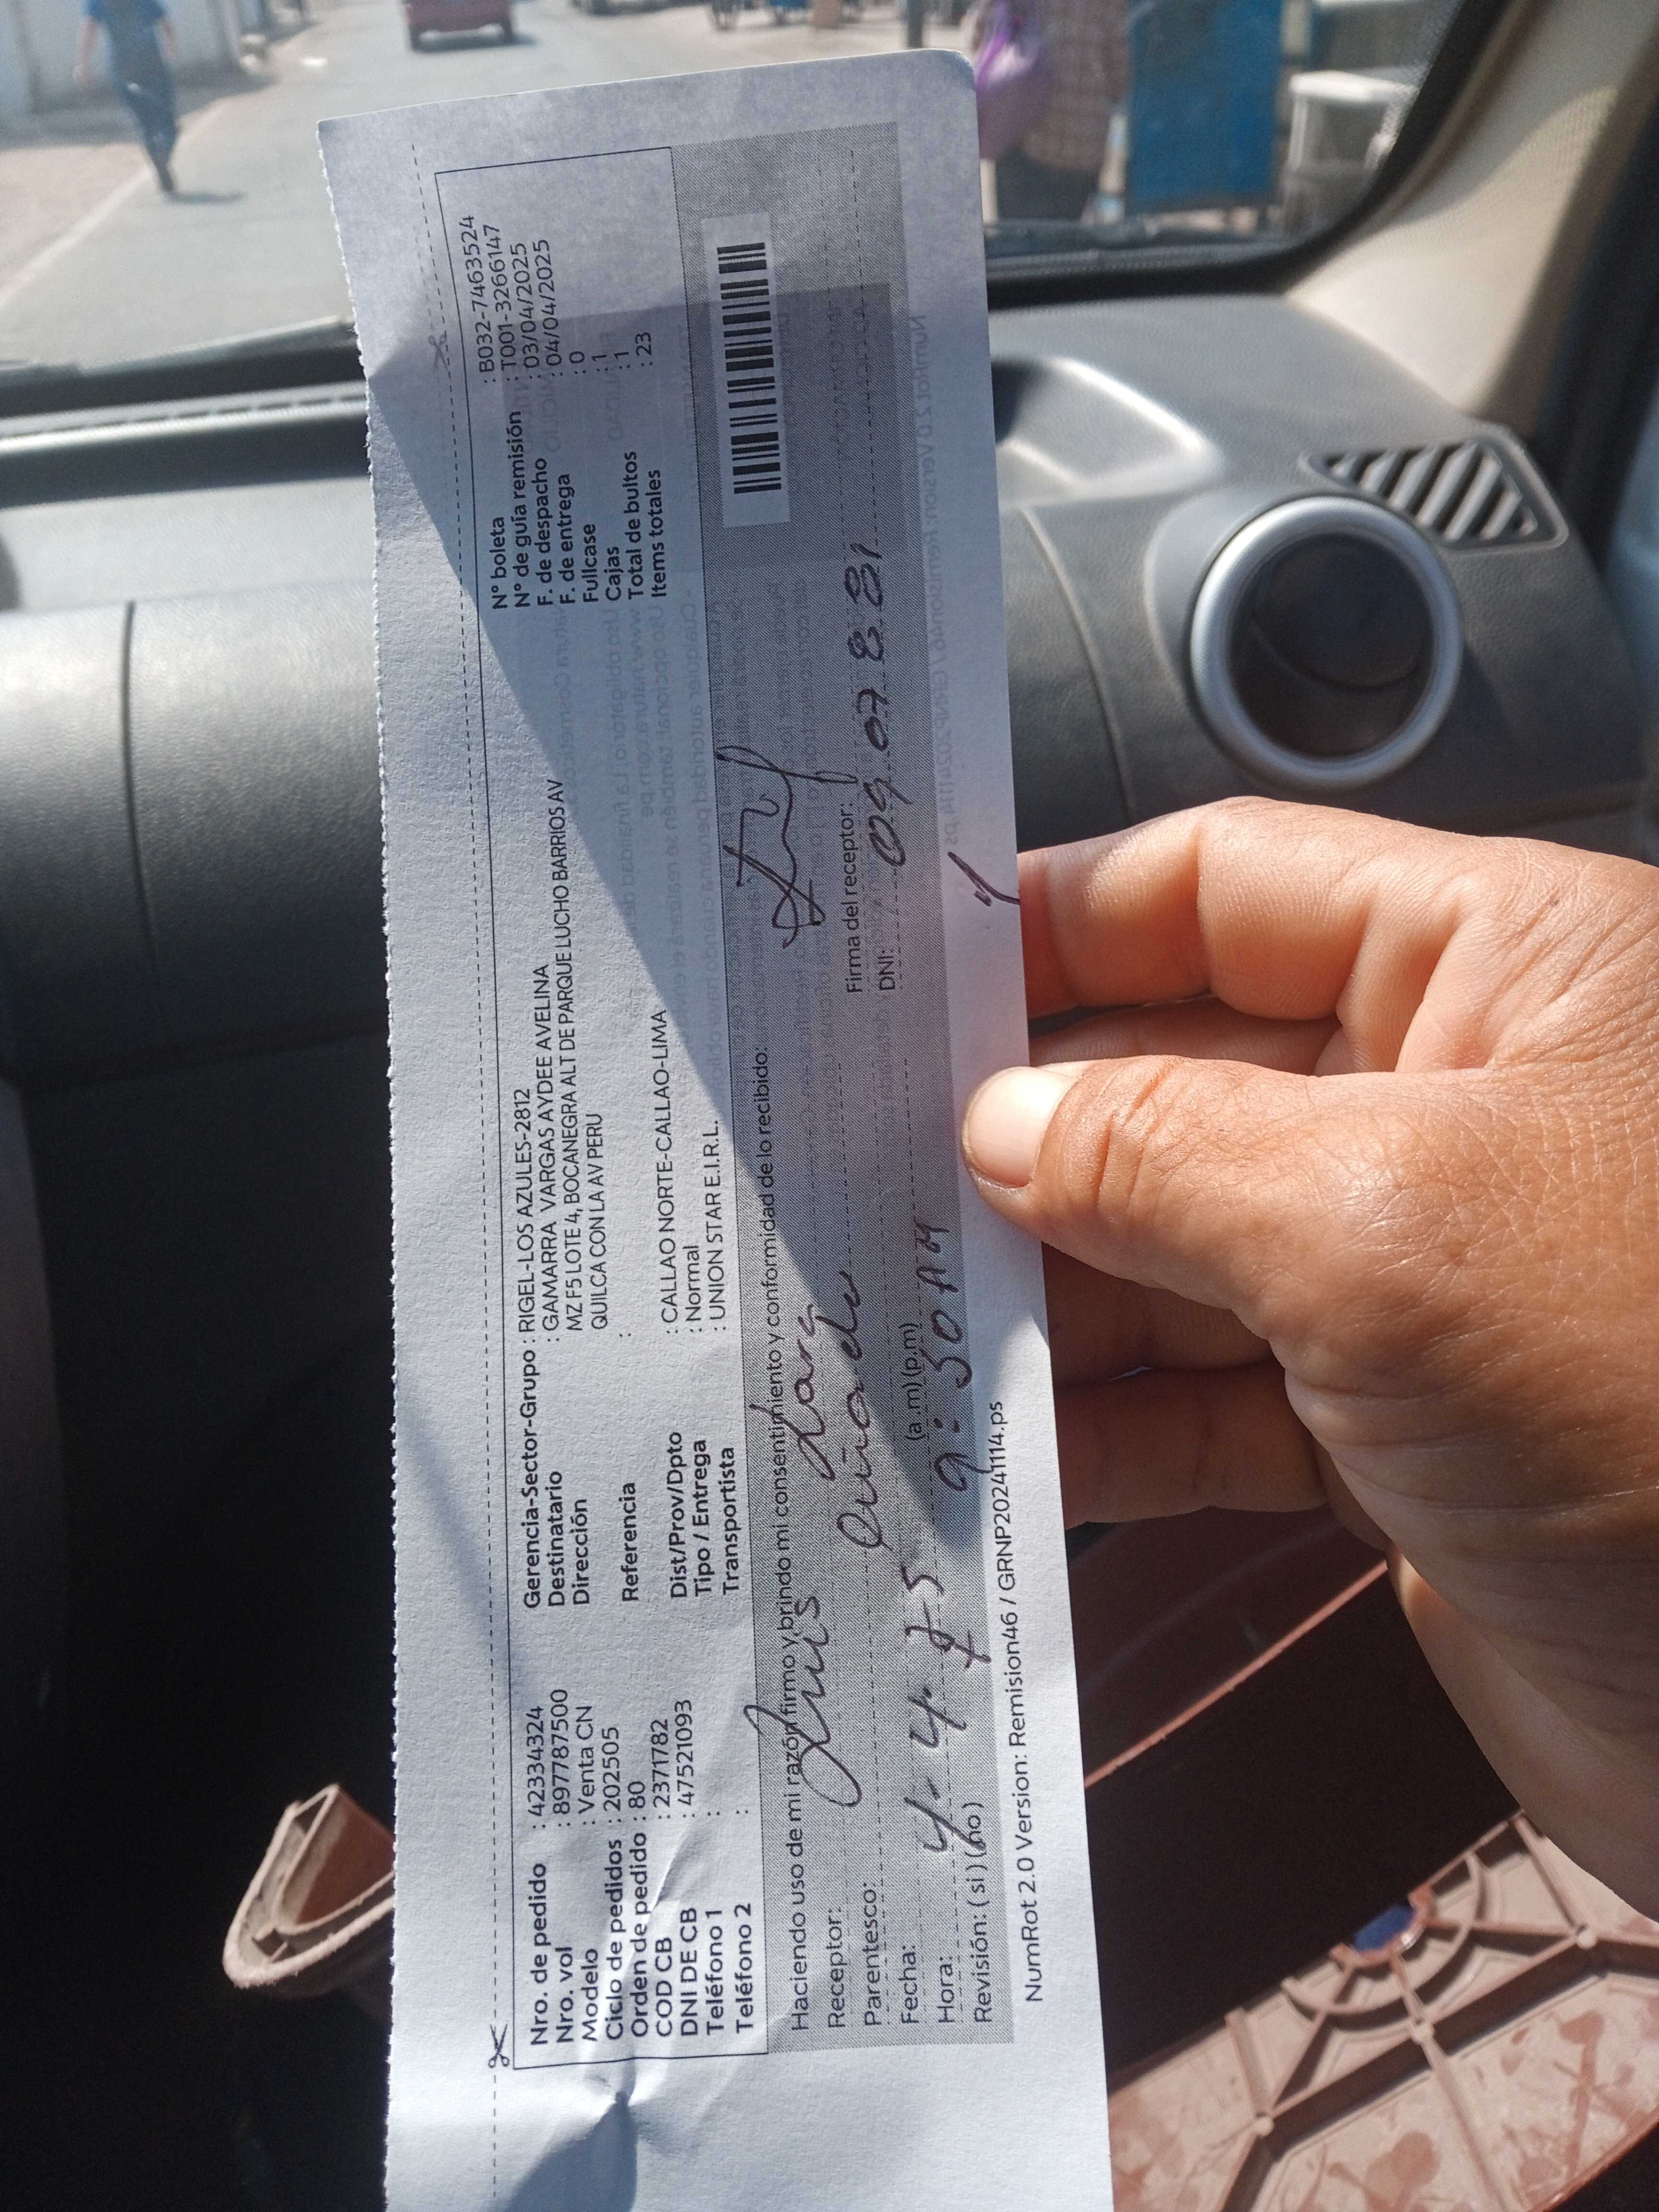 Nro. de pedido : 42334324
Nro. vol : 897787500
Modelo : Venta CN
Ciclo de pedidos : 202505
Orden de pedido : 80
COD CB : 2371782
DNI DE CB : 47521093
Teléfono 1 :
Teléfono 2 :
Gerencia-Sector-Grupo : RIGEL-LOS AZULES-2812
Destinatario : GAMARRA VARGAS AYDEE AVELINA
Dirección MZ F5 LOTE 4, BOCANEGRA ALT DE PARQUE LUCHO BARRIOS AV
QUILCA CON LA AV PERU
Referencia :
Dist/Prov/Dpto : CALLAO NORTE-CALLAO-LIMA
Tipo / Entrega : Normal
Transportista : UNION STAR E.I.R.L.
N° boleta : B032-7463524
N° de guía remisión : T001-3266147
F. de despacho : 03/04/2025
F. de entrega : 04/04/2025
Fullcase : 0
Cajas : 1
Total de bultos : 1
Items totales : 23
Haciendo uso de mi razón firmo y brindo mi consentimiento y conformidad de lo recibido:
Receptor: Luis
Parentesco:
Fecha: 4-4-25
Hora: 9:30 AM (a.m) (p.m)
Revisión: ( si ) ( no )
Firma del receptor:
DNI: 0907 8 81
NumRot 2.0 Version: Remision46 / GRNP20241114.ps